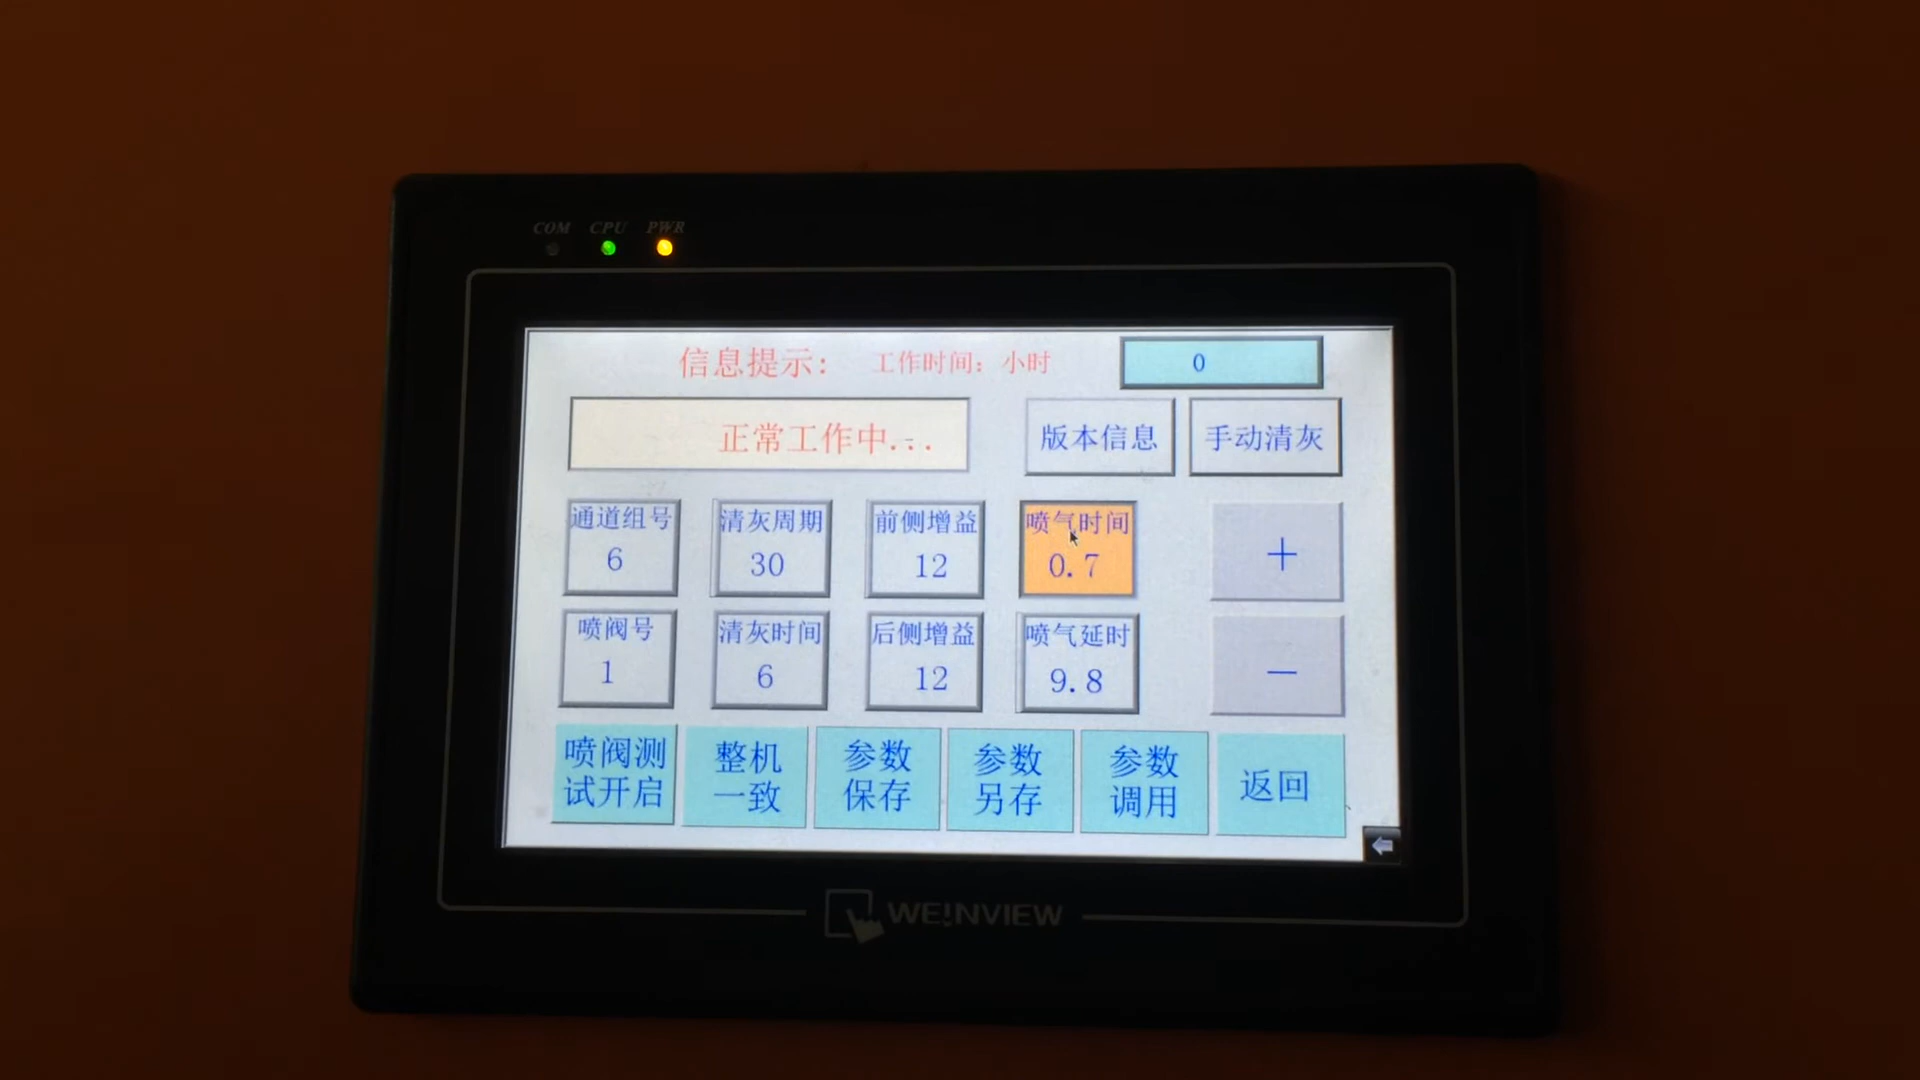 COM CPU PWR
信息提示: 工作时间: 小时 0
正常工作中... 版本信息 手动清灰
通道组号 清灰周期 前侧增益 喷气时间
6 30 12 0.7 +
喷阀号 清灰时间 后侧增益 喷气延时
1 6 12 9.8 −
喷阀测 整机 参数 参数 参数 返回
试开启 一致 保存 另存 调用
WEINVIEW